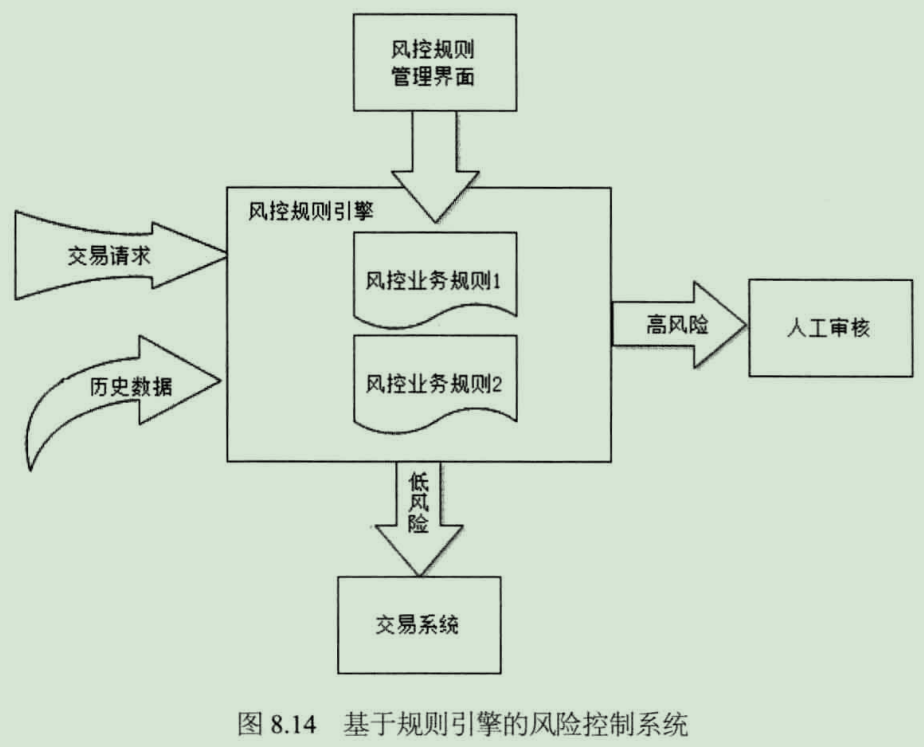 风控规则
管理界面
风控规则引擎
交易请求
风控业务规则1
高风险
人工审核
历史数据
风控业务规则2
低
风
险
交易系统
图 8.14 基于规则引擎的风险控制系统